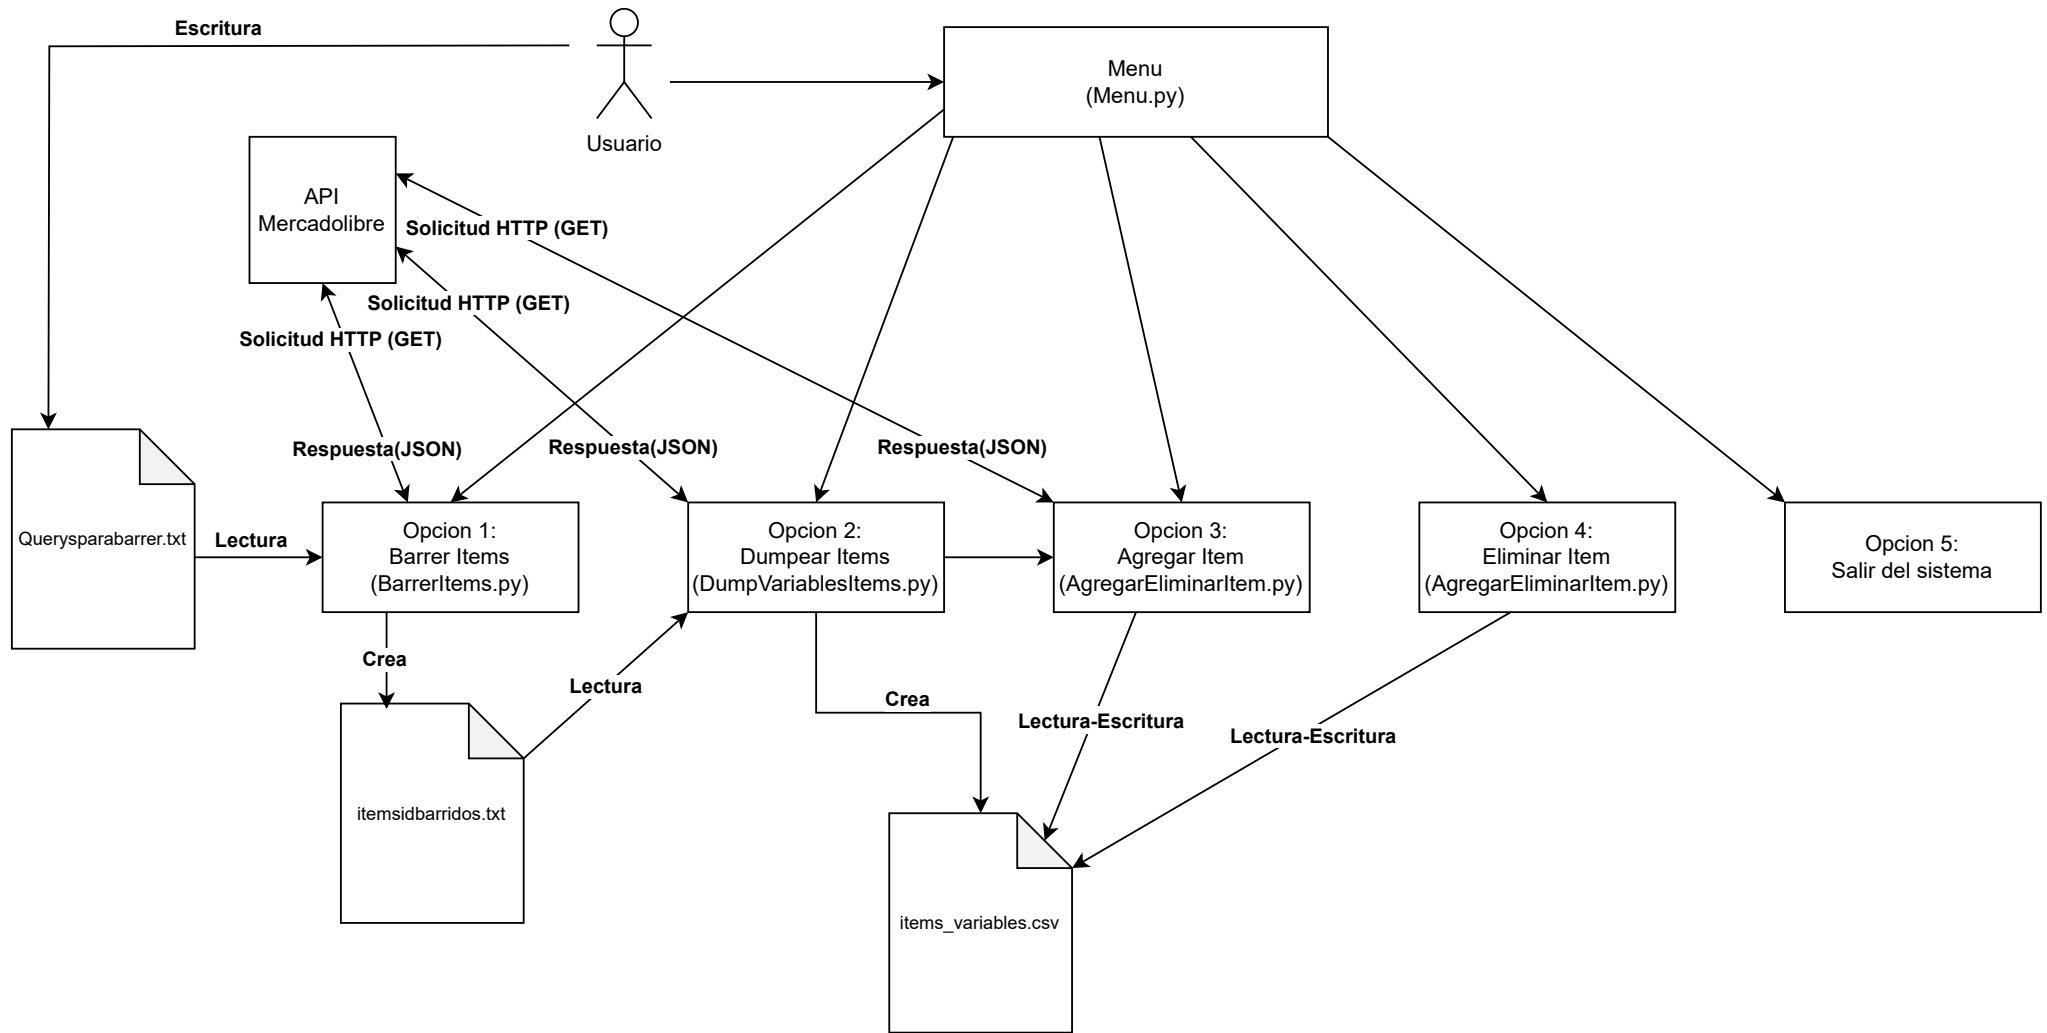 Escritura
Menu
(Menu.py)
Usuario
API
Mercadolibre
Solicitud HTTP (GET)
Solicitud HTTP (GET)
Solicitud HTTP (GET)
Respuesta(JSON)
Respuesta(JSON)
Respuesta(JSON)
Querysparabarrer.txt
Lectura
Opcion 1:
Barrer Items
(BarrerItems.py)
Opcion 2:
Dumpear Items
(DumpVariablesItems.py)
Opcion 3:
Agregar Item
(AgregarEliminarItem.py)
Opcion 4:
Eliminar Item
(AgregarEliminarItem.py)
Opcion 5:
Salir del sistema
Crea
Lectura
Crea
Lectura-Escritura
Lectura-Escritura
itemsidbarridos.txt
items_variables.csv